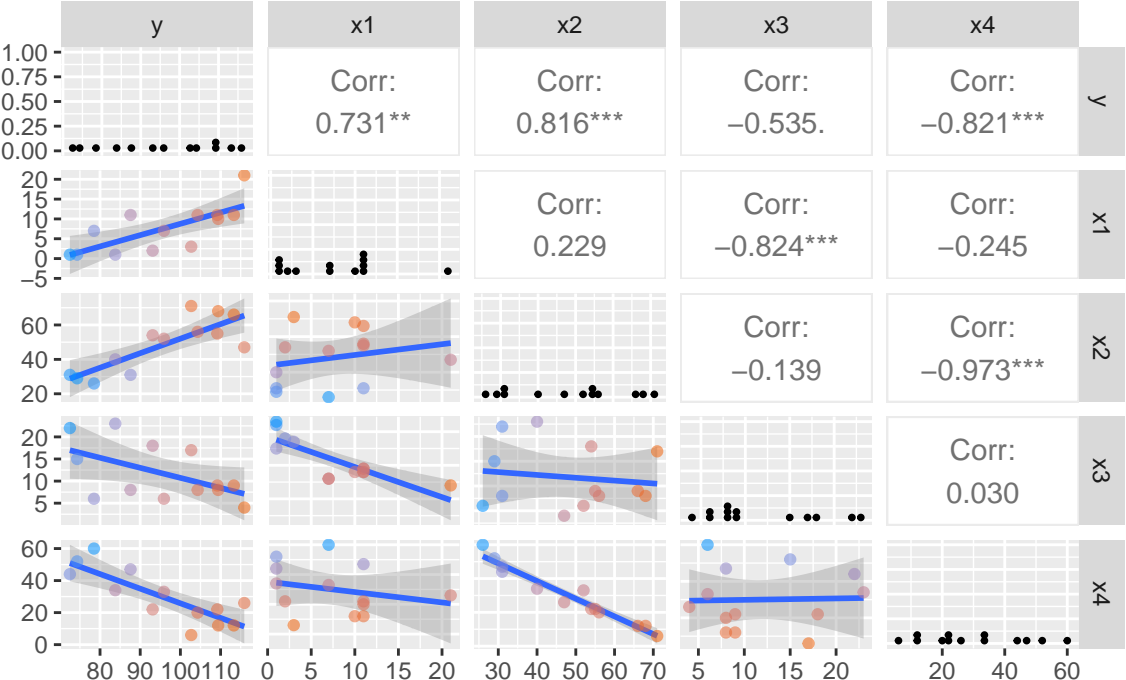 y x1 x2 x3 x4
1.00
0.75
0.50
0.25
0.00
Corr:
0.731**
Corr:
0.816***
Corr:
−0.535.
Corr:
−0.821***
y
20
15
10
5
0
−5
Corr:
0.229
Corr:
−0.824***
Corr:
−0.245
x1
60
40
20
Corr:
−0.139
Corr:
−0.973***
x2
20
15
10
5
Corr:
0.030
x3
60
40
20
0
x4
80 90 100 110 0 5 10 15 20 30 40 50 60 70 5 10 15 20 20 40 60